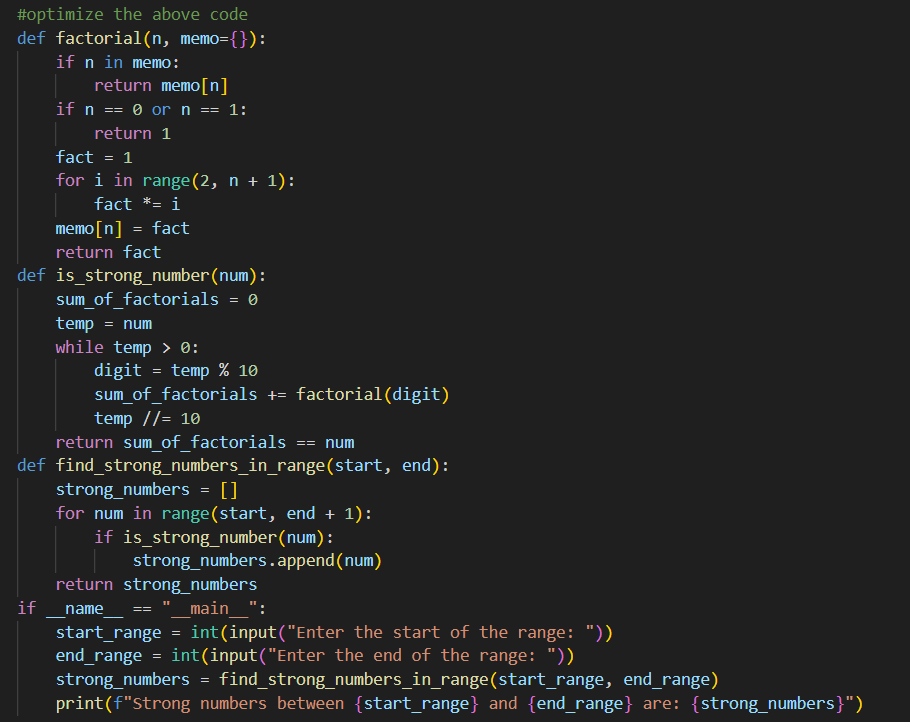 #optimize the above code
def factorial(n, memo={}):
    if n in memo:
        return memo[n]
    if n == 0 or n == 1:
        return 1
    fact = 1
    for i in range(2, n + 1):
        fact *= i
    memo[n] = fact
    return fact
def is_strong_number(num):
    sum_of_factorials = 0
    temp = num
    while temp > 0:
        digit = temp % 10
        sum_of_factorials += factorial(digit)
        temp //= 10
    return sum_of_factorials == num
def find_strong_numbers_in_range(start, end):
    strong_numbers = []
    for num in range(start, end + 1):
        if is_strong_number(num):
            strong_numbers.append(num)
    return strong_numbers
if __name__ == "__main__":
    start_range = int(input("Enter the start of the range: "))
    end_range = int(input("Enter the end of the range: "))
    strong_numbers = find_strong_numbers_in_range(start_range, end_range)
    print(f"Strong numbers between {start_range} and {end_range} are: {strong_numbers}")